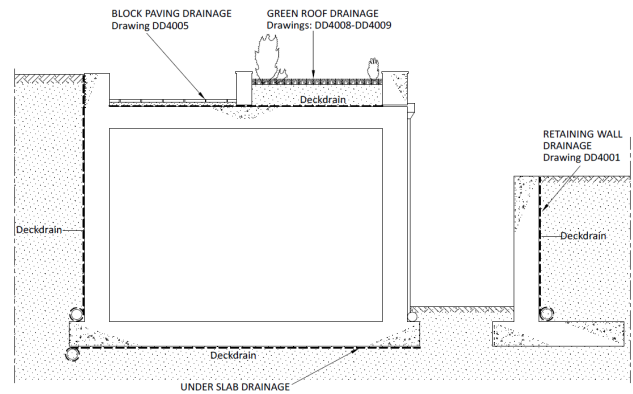 BLOCK PAVING DRAINAGE
Drawing DD4005
GREEN ROOF DRAINAGE
Drawings: DD4008-DD4009
Deckdrain
RETAINING WALL
DRAINAGE
Drawing DD4001
Deckdrain
Deckdrain
Deckdrain
UNDER SLAB DRAINAGE